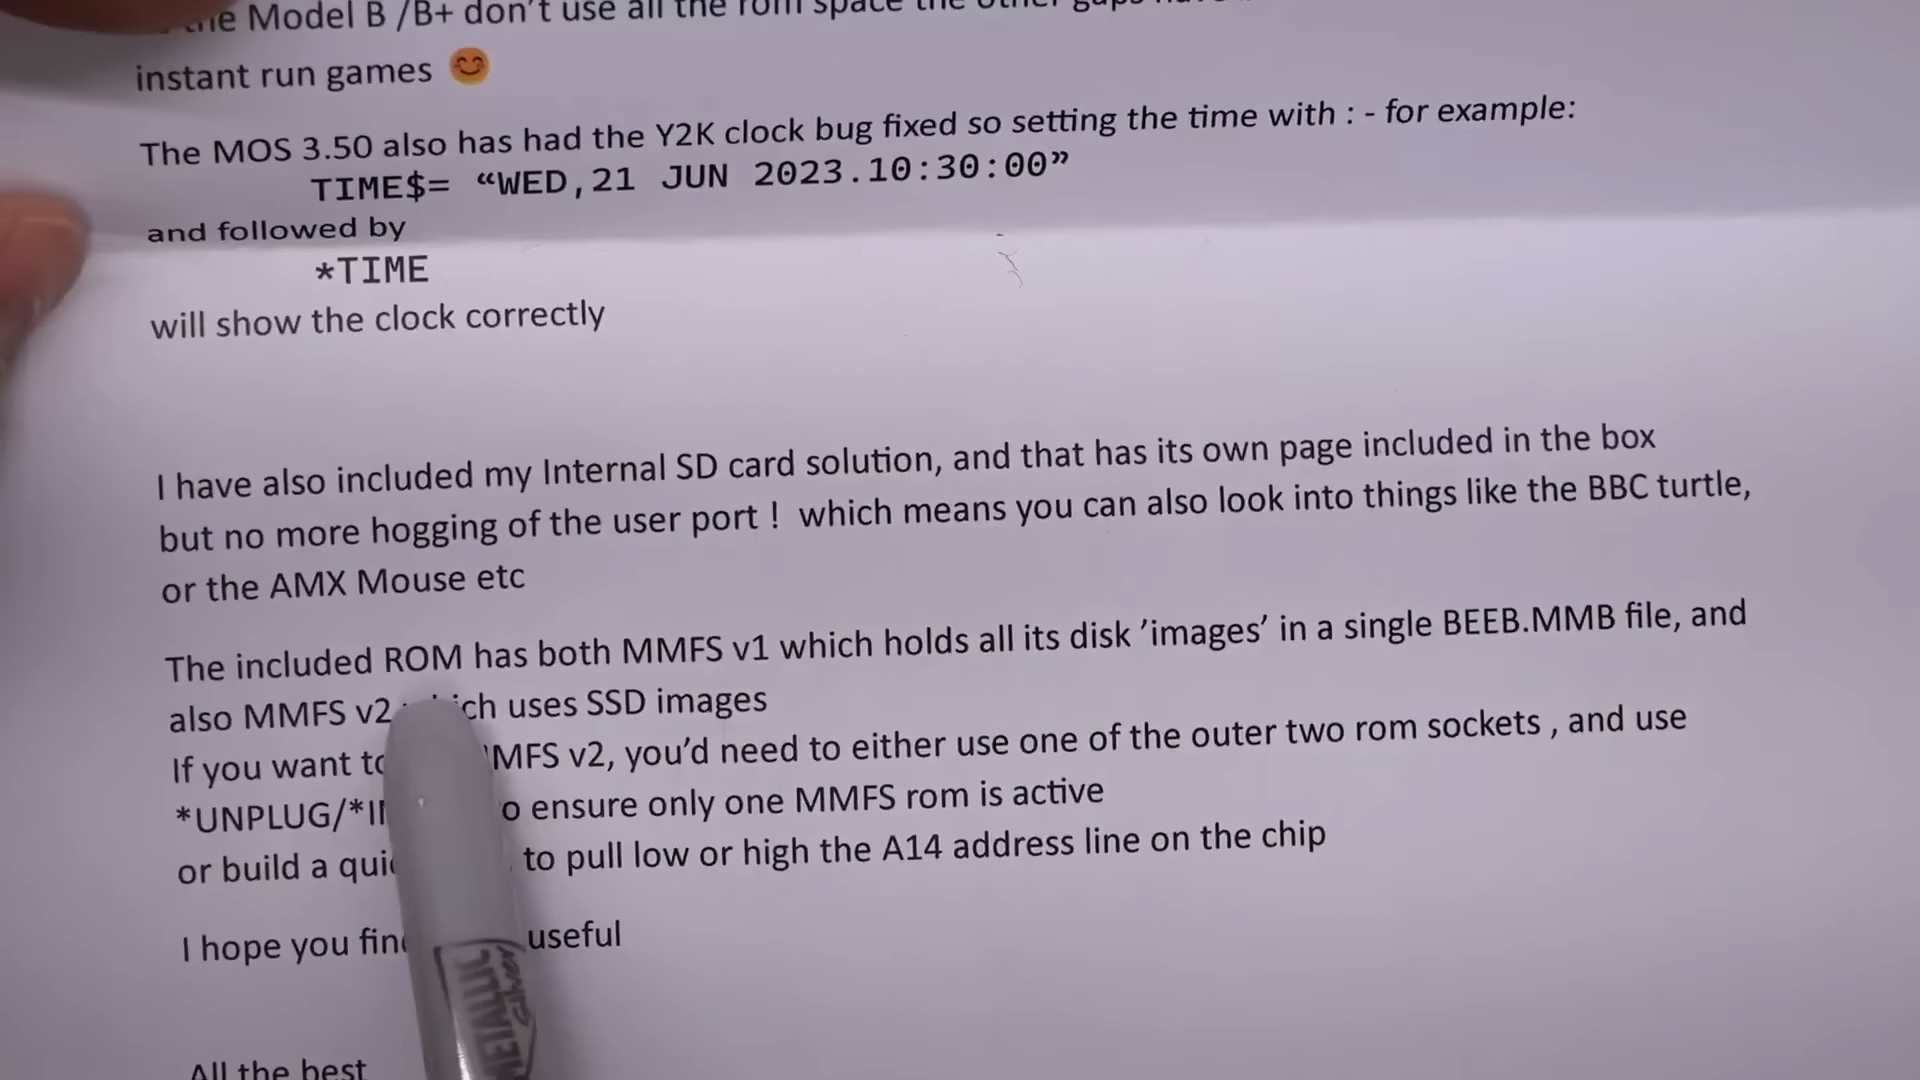 the Model B /B+ don't use all the rom space the other gaps
instant run games 😊
The MOS 3.50 also has had the Y2K clock bug fixed so setting the time with : - for example:
TIME$= “WED,21 JUN 2023.10:30:00”
and followed by
*TIME
will show the clock correctly
I have also included my Internal SD card solution, and that has its own page included in the box
but no more hogging of the user port ! which means you can also look into things like the BBC turtle,
or the AMX Mouse etc
The included ROM has both MMFS v1 which holds all its disk ’images’ in a single BEEB.MMB file, and
also MMFS v2 which uses SSD images
If you want to MMFS v2, you’d need to either use one of the outer two rom sockets , and use
*UNPLUG/*I o ensure only one MMFS rom is active
or build a qui to pull low or high the A14 address line on the chip
I hope you find useful
All the best
METALLIC
Silver